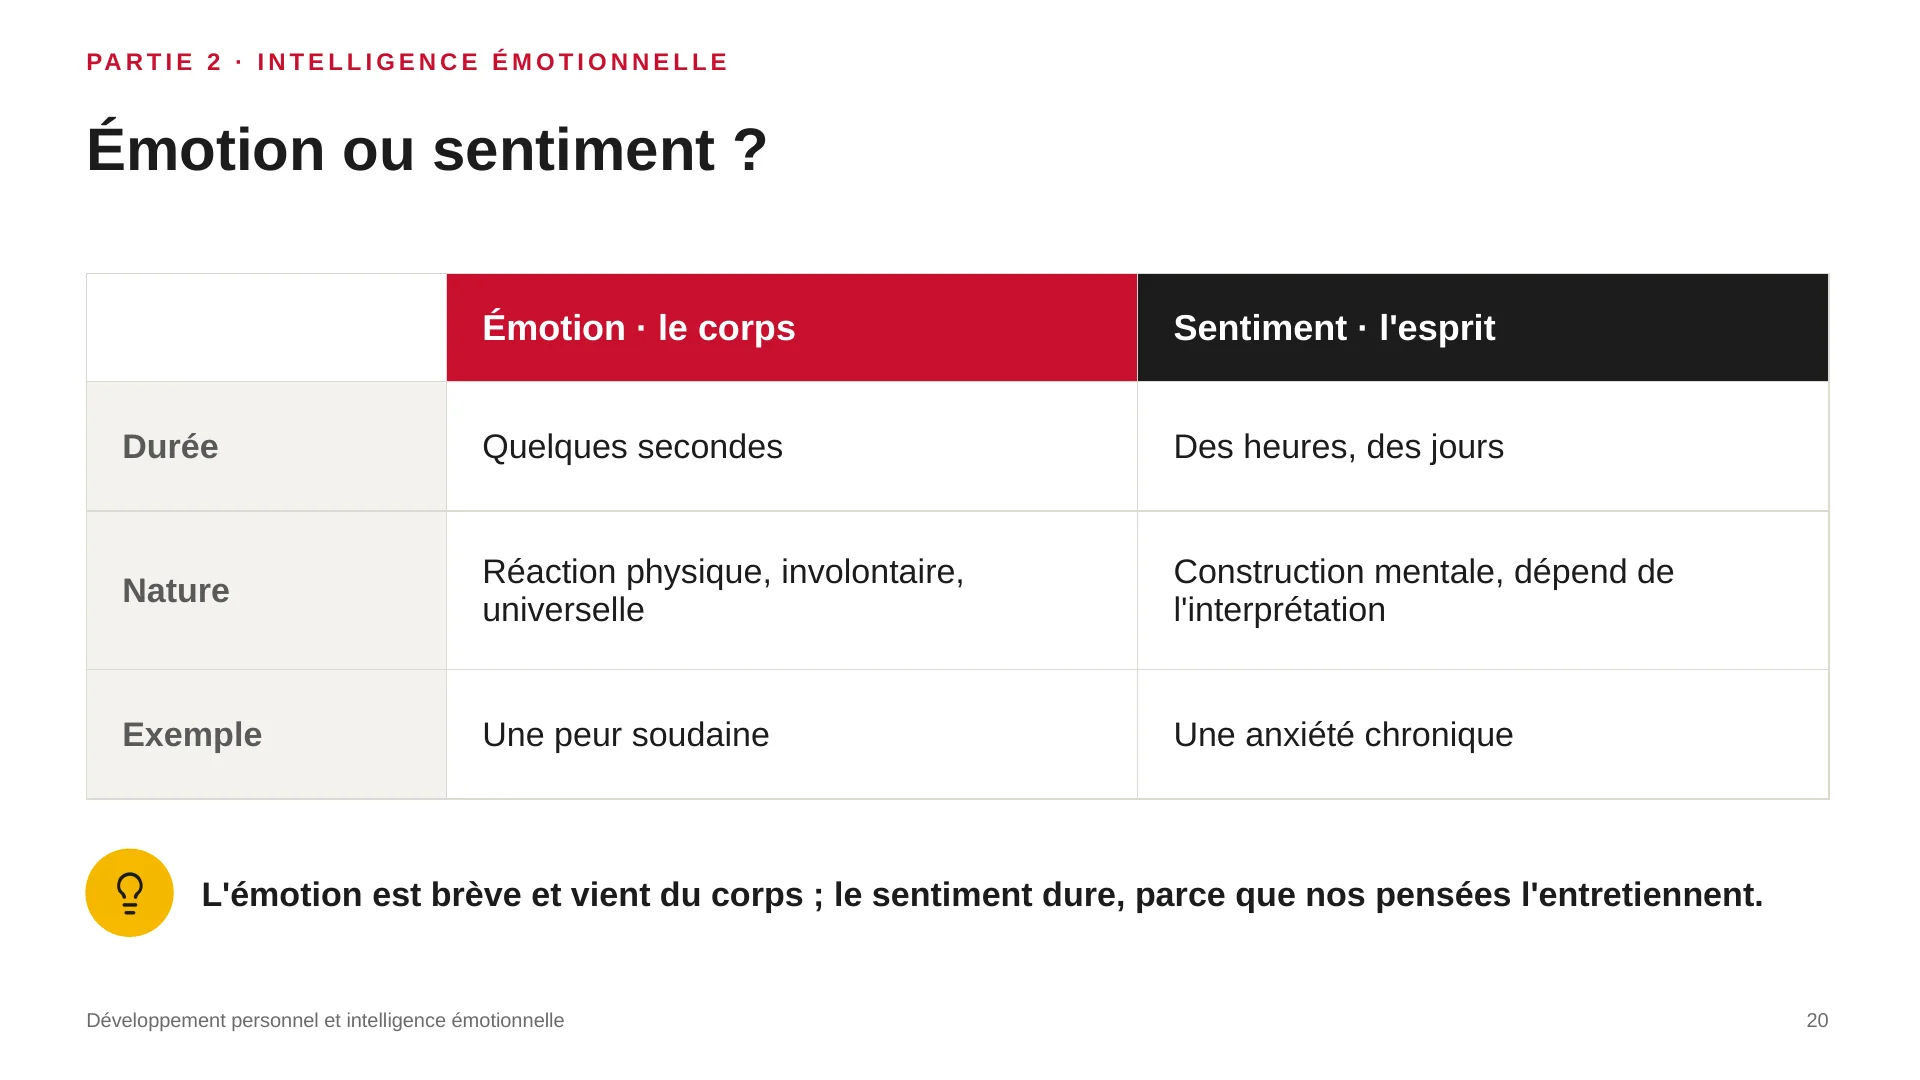 PARTIE 2 · INTELLIGENCE ÉMOTIONNELLE
Émotion ou sentiment ?
Émotion · le corps
Sentiment · l'esprit
Durée
Quelques secondes
Des heures, des jours
Nature
Réaction physique, involontaire,
universelle
Construction mentale, dépend de
l'interprétation
Exemple
Une peur soudaine
Une anxiété chronique
L'émotion est brève et vient du corps ; le sentiment dure, parce que nos pensées l'entretiennent.
Développement personnel et intelligence émotionnelle
20